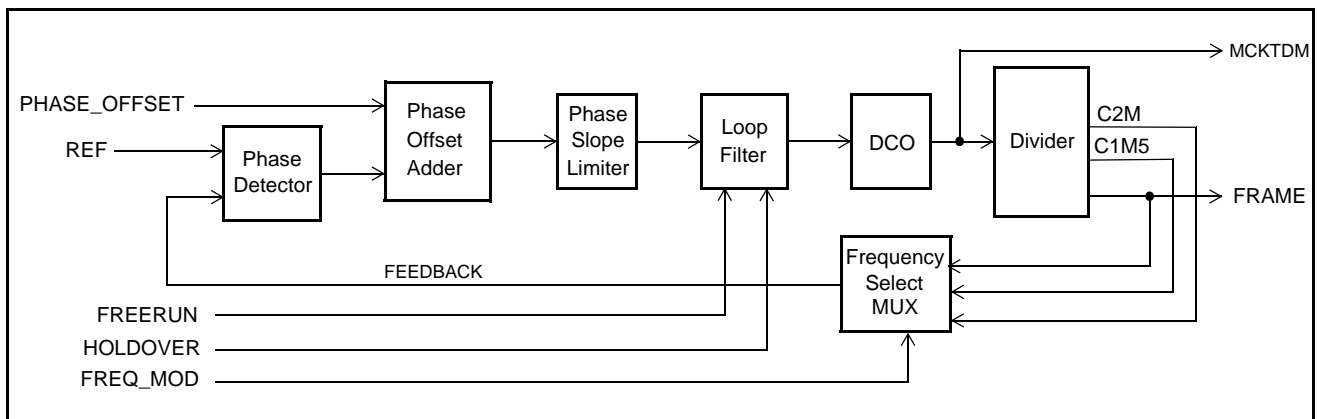 MCKTDM
PHASE_OFFSET
REF
Phase
Detector
Phase
Offset
Adder
Phase
Slope
Limiter
Loop
Filter
DCO
Divider
C2M
C1M5
FRAME
FEEDBACK
Frequency
Select
MUX
FREERUN
HOLDOVER
FREQ_MOD